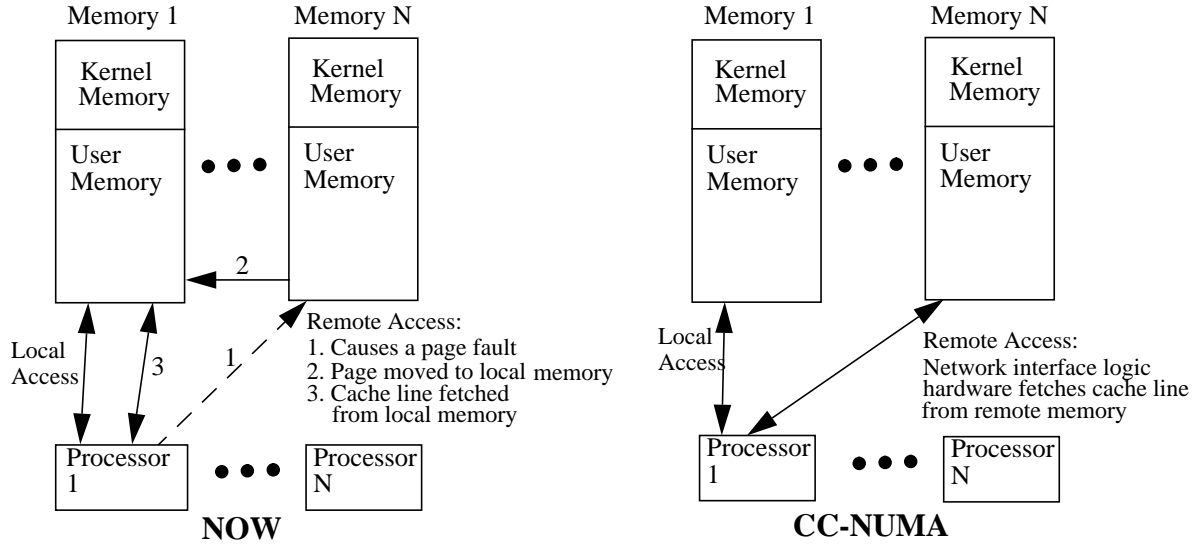 Memory 1
Memory N
Kernel
Memory
Kernel
Memory
User
Memory
User
Memory
2
Local
Access
3
1
Remote Access:
1. Causes a page fault
2. Page moved to local memory
3. Cache line fetched
from local memory
Processor
1
Processor
N
NOW
Memory 1
Memory N
Kernel
Memory
Kernel
Memory
User
Memory
User
Memory
Local
Access
Remote Access:
Network interface logic
hardware fetches cache line
from remote memory
Processor
1
Processor
N
CC-NUMA